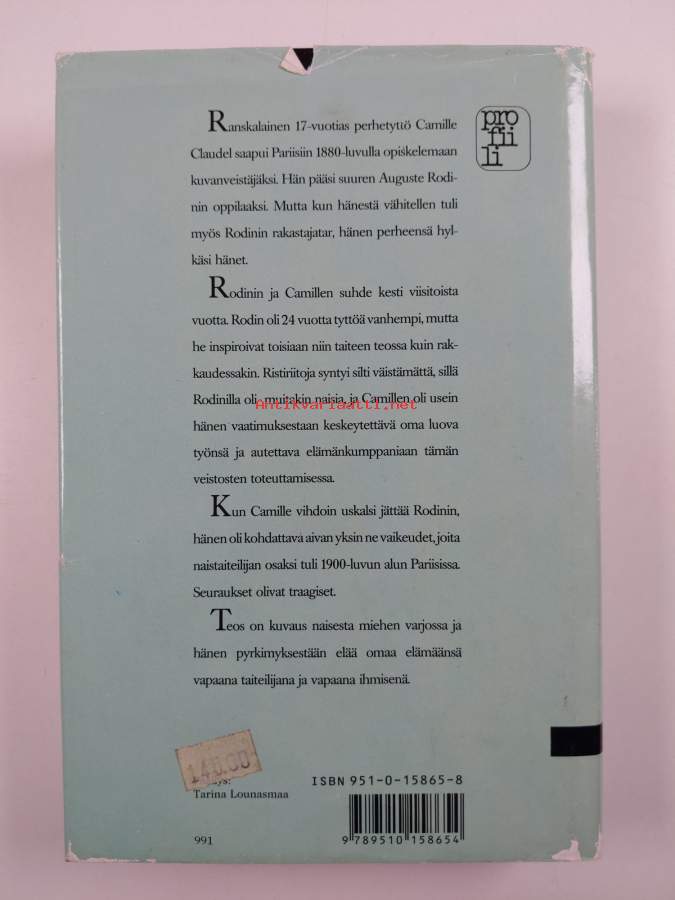 Ranskalainen 17-vuotias perhetyttö Camille
Claudel saapui Pariisiin 1880-luvulla opiskelemaan
kuvanveistäjäksi. Hän pääsi suuren Auguste Rodi-
nin oppilaaksi. Mutta kun hänestä vähitellen tuli
myös Rodinin rakastajatar, hänen perheensä hyl-
käsi hänet.
pro
fii
li
Rodinin ja Camillen suhde kesti viisitoista
vuotta. Rodin oli 24 vuotta tyttöä vanhempi, mutta
he inspiroivat toisiaan niin taiteen teossa kuin rak-
kaudessakin. Ristiriitoja syntyi silti väistämättä, sillä
Rodinilla oli muitakin naisia, ja Camillen oli usein
Antikvariaatti.net
hänen vaatimuksestaan keskeytettävä oma luova
työnsä ja autettava elämänkumppaniaan tämän
veistosten toteuttamisessa.
Kun Camille vihdoin uskalsi jättää Rodinin,
hänen oli kohdattava aivan yksin ne vaikeudet, joita
naistaiteilijan osaksi tuli 1900-luvun alun Pariisissa.
Seuraukset olivat traagiset.
Teos on kuvaus naisesta miehen varjossa ja
hänen pyrkimyksestään elää omaa elämäänsä
vapaana taiteilijana ja vapaana ihmisenä.
140.00
Tarina Lounasmaa
991
ISBN 951-0-15865-8
9 789510 158654